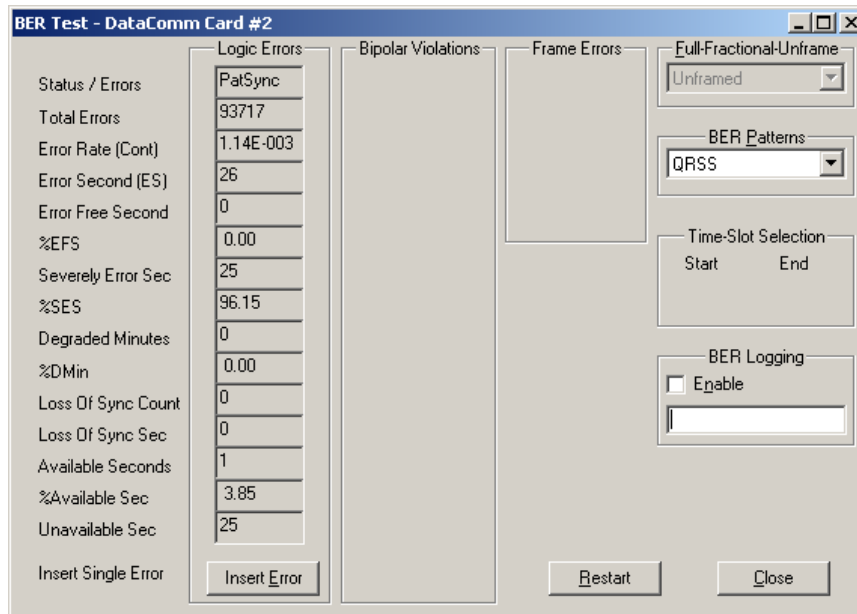 BER Test - DataComm Card #2
Logic Errors
Bipolar Violations
Frame Errors
Full-Fractional-Unframe
Status / Errors PatSync
Unframed
Total Errors 93717
Error Rate (Cont) 1.14E-003
BER Patterns
QRSS
Error Second (ES) 26
Error Free Second 0
%EFS 0.00
Time-Slot Selection
Start End
Severely Error Sec 25
%SES 96.15
Degraded Minutes 0
%DMin 0.00
BER Logging
Enable
Loss Of Sync Count 0
Loss Of Sync Sec 0
Available Seconds 1
%Available Sec 3.85
Unavailable Sec 25
Insert Single Error Insert Error
Restart
Close